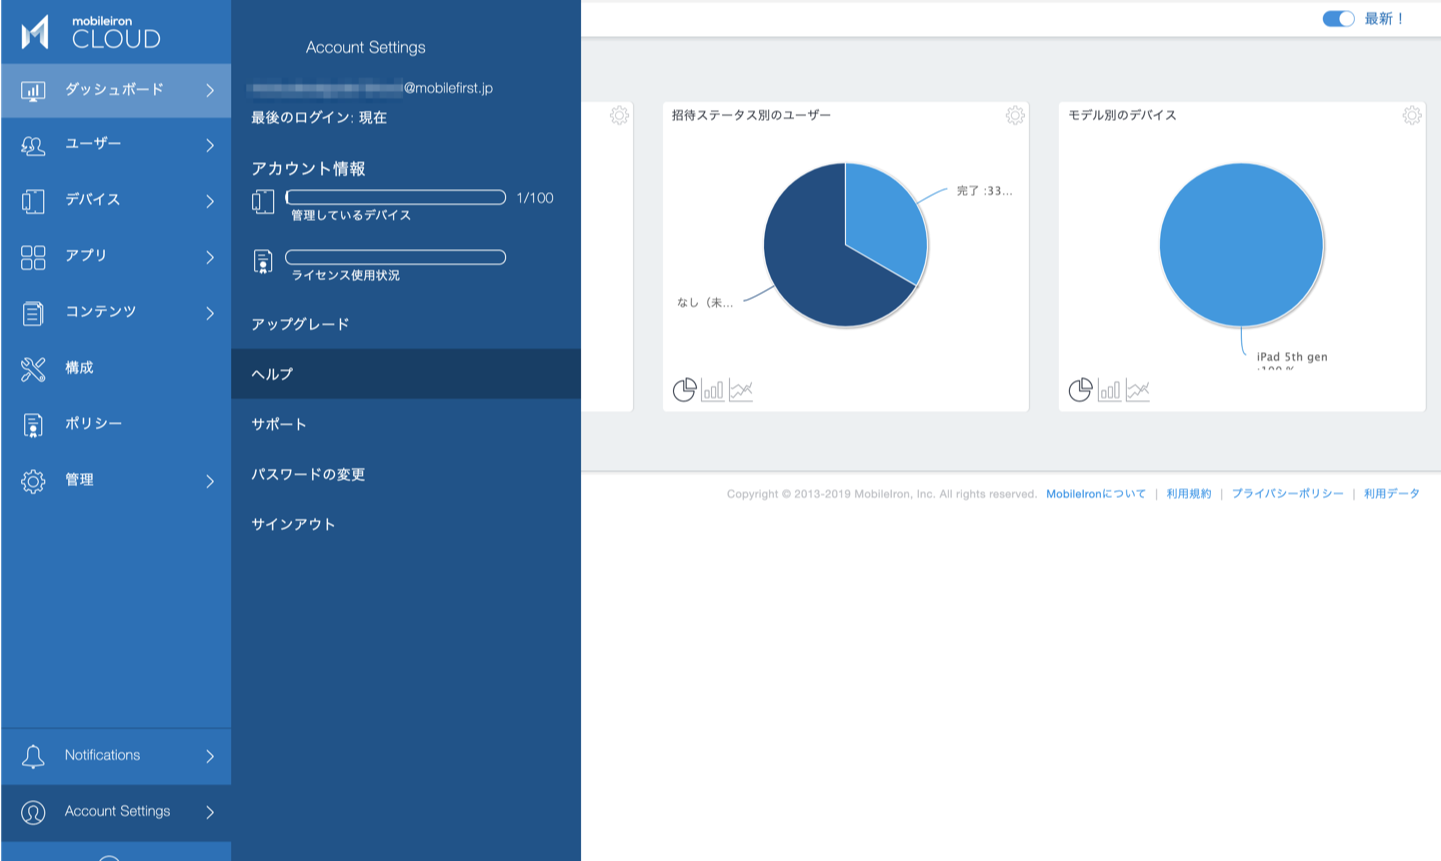 mobileiron
CLOUD
ダッシュボード
ユーザー
デバイス
アプリ
コンテンツ
構成
ポリシー
管理
Notifications
Account Settings
Account Settings
@mobilefirst.jp
最後のログイン: 現在
アカウント情報
1/100
管理しているデバイス
ライセンス使用状況
アップグレード
ヘルプ
サポート
パスワードの変更
サインアウト
最新！
招待ステータス別のユーザー
完了 :33...
なし（未...
モデル別のデバイス
iPad 5th gen
:100 %
Copyright © 2013-2019 MobileIron, Inc. All rights reserved. MobileIronについて | 利用規約 | プライバシーポリシー | 利用データ